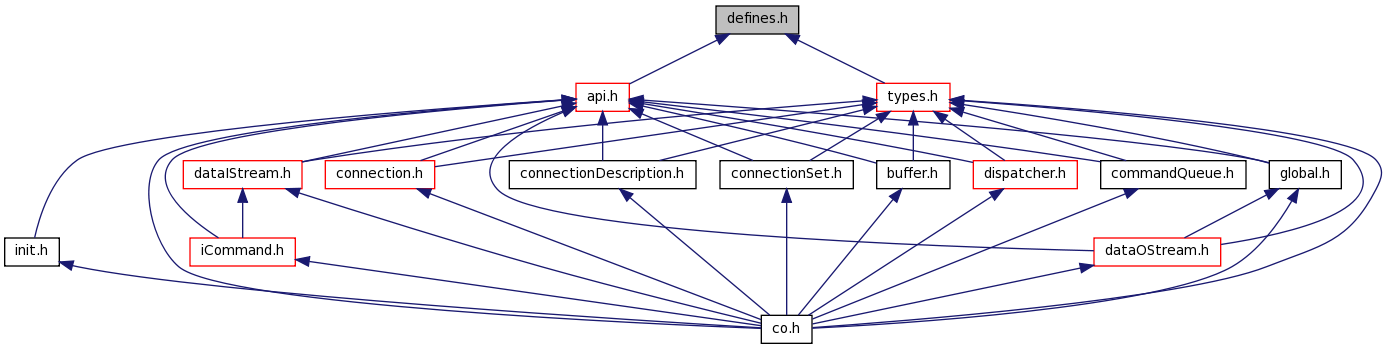 defines.h
api.h
types.h
dataIStream.h
connection.h
connectionDescription.h
connectionSet.h
buffer.h
dispatcher.h
commandQueue.h
global.h
init.h
iCommand.h
dataOStream.h
co.h